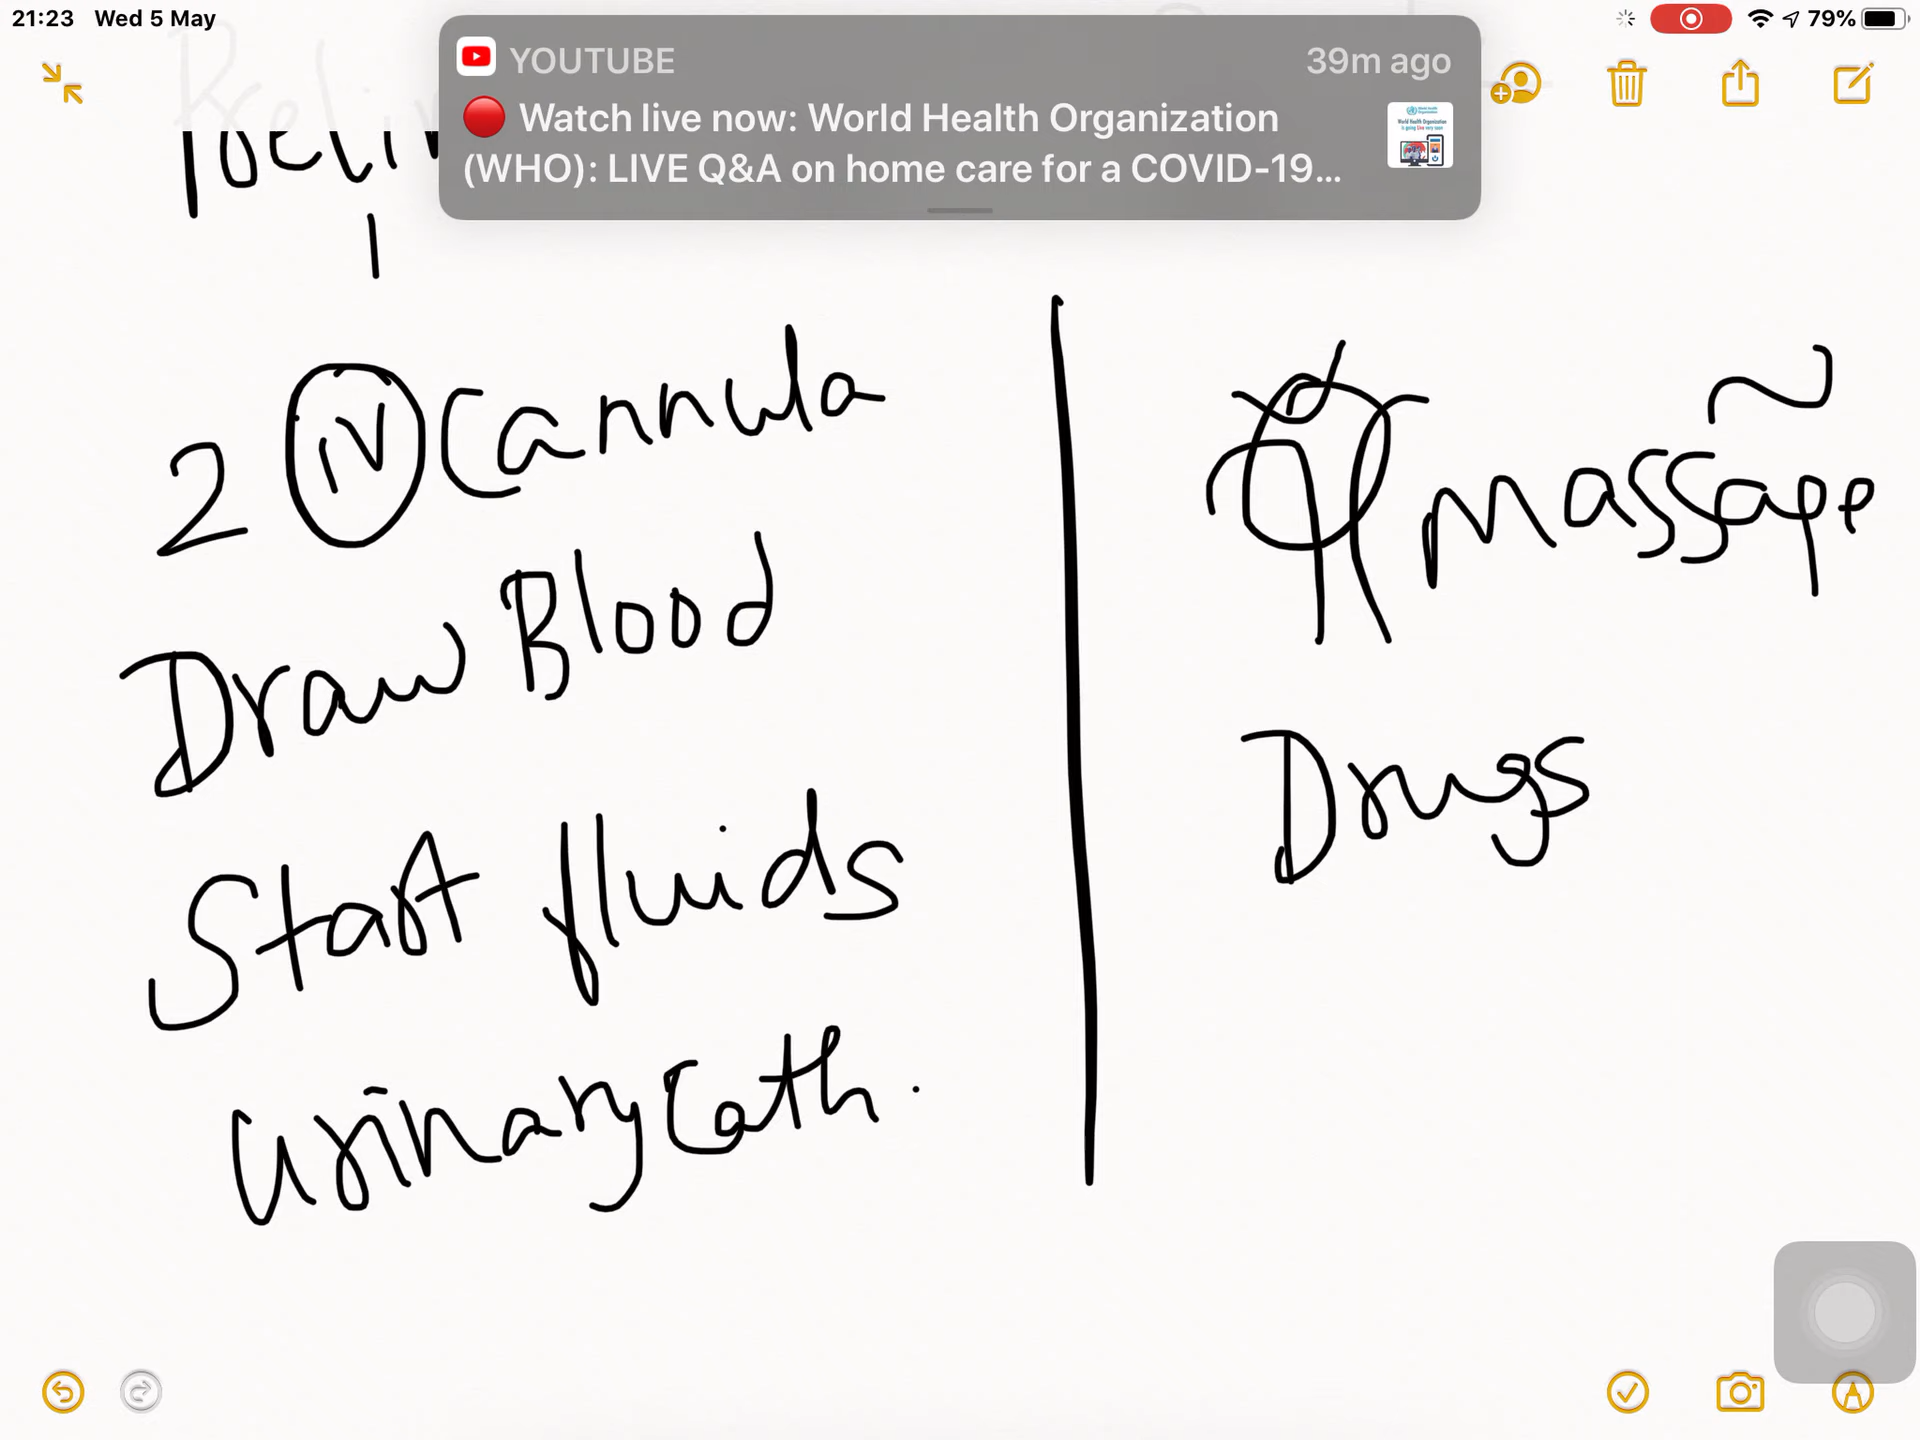 21:23 Wed 5 May
79%
YOUTUBE
39m ago
Watch live now: World Health Organization
(WHO): LIVE Q&A on home care for a COVID-19...
2 IV Cannula
Draw Blood
Start fluids
Urinary Cath.
massage
Drugs